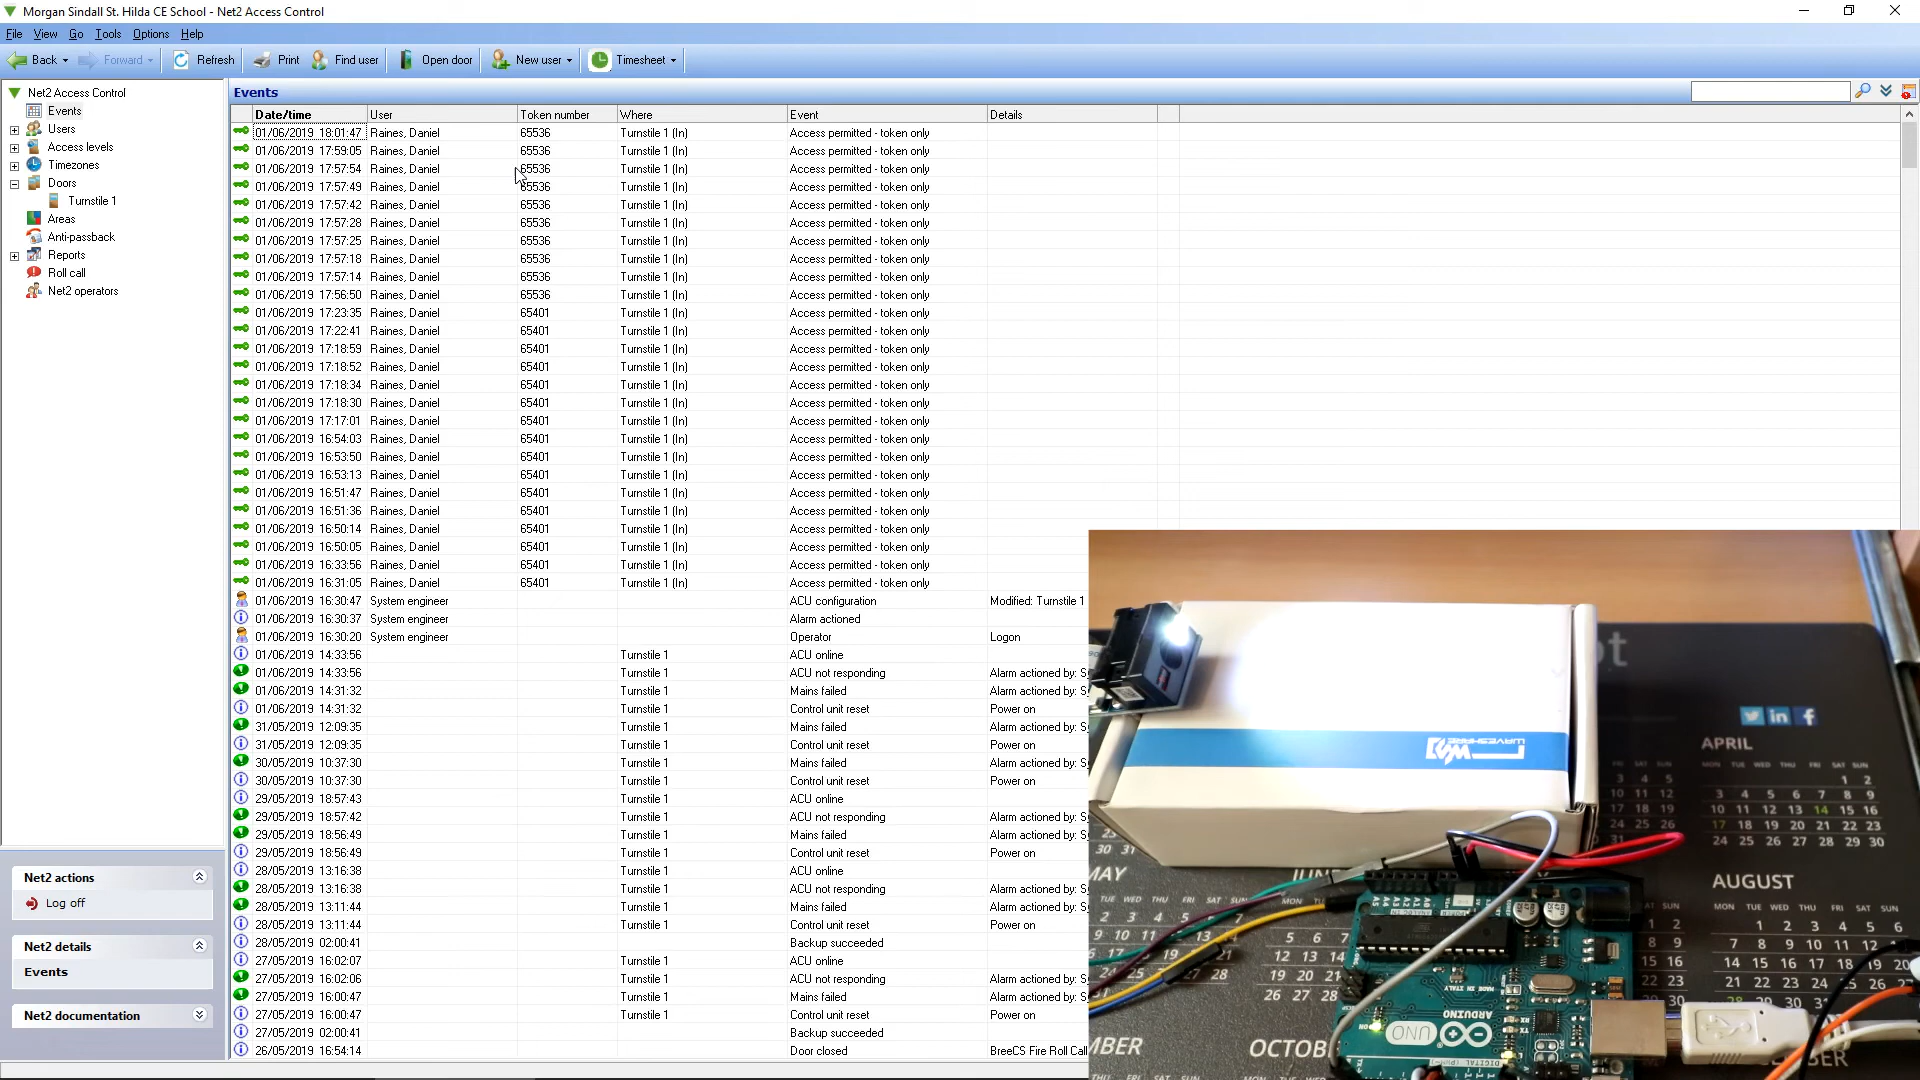 Morgan Sindall St. Hilda CE School - Net2 Access Control
File View Go Tools Options Help
Back Forward Refresh Print Find user Open door New user Timesheet
Net2 Access Control
Events
Users
Access levels
Timezones
Doors
Turnstile 1
Areas
Anti-passback
Reports
Roll call
Net2 operators
Net2 actions
Log off
Net2 details
Events
Net2 documentation
Events
Date/time User Token number Where Event Details
01/06/2019 18:01:47 Raines, Daniel 65536 Turnstile 1 (In) Access permitted - token only
01/06/2019 17:59:05 Raines, Daniel 65536 Turnstile 1 (In) Access permitted - token only
01/06/2019 17:57:54 Raines, Daniel 65536 Turnstile 1 (In) Access permitted - token only
01/06/2019 17:57:49 Raines, Daniel 65536 Turnstile 1 (In) Access permitted - token only
01/06/2019 17:57:42 Raines, Daniel 65536 Turnstile 1 (In) Access permitted - token only
01/06/2019 17:57:28 Raines, Daniel 65536 Turnstile 1 (In) Access permitted - token only
01/06/2019 17:57:25 Raines, Daniel 65536 Turnstile 1 (In) Access permitted - token only
01/06/2019 17:57:18 Raines, Daniel 65536 Turnstile 1 (In) Access permitted - token only
01/06/2019 17:57:14 Raines, Daniel 65536 Turnstile 1 (In) Access permitted - token only
01/06/2019 17:56:50 Raines, Daniel 65536 Turnstile 1 (In) Access permitted - token only
01/06/2019 17:23:35 Raines, Daniel 65401 Turnstile 1 (In) Access permitted - token only
01/06/2019 17:22:41 Raines, Daniel 65401 Turnstile 1 (In) Access permitted - token only
01/06/2019 17:18:59 Raines, Daniel 65401 Turnstile 1 (In) Access permitted - token only
01/06/2019 17:18:52 Raines, Daniel 65401 Turnstile 1 (In) Access permitted - token only
01/06/2019 17:18:34 Raines, Daniel 65401 Turnstile 1 (In) Access permitted - token only
01/06/2019 17:18:30 Raines, Daniel 65401 Turnstile 1 (In) Access permitted - token only
01/06/2019 17:17:01 Raines, Daniel 65401 Turnstile 1 (In) Access permitted - token only
01/06/2019 16:54:03 Raines, Daniel 65401 Turnstile 1 (In) Access permitted - token only
01/06/2019 16:53:50 Raines, Daniel 65401 Turnstile 1 (In) Access permitted - token only
01/06/2019 16:53:13 Raines, Daniel 65401 Turnstile 1 (In) Access permitted - token only
01/06/2019 16:51:47 Raines, Daniel 65401 Turnstile 1 (In) Access permitted - token only
01/06/2019 16:51:36 Raines, Daniel 65401 Turnstile 1 (In) Access permitted - token only
01/06/2019 16:50:14 Raines, Daniel 65401 Turnstile 1 (In) Access permitted - token only
01/06/2019 16:50:05 Raines, Daniel 65401 Turnstile 1 (In) Access permitted - token only
01/06/2019 16:33:56 Raines, Daniel 65401 Turnstile 1 (In) Access permitted - token only
01/06/2019 16:31:05 Raines, Daniel 65401 Turnstile 1 (In) Access permitted - token only
01/06/2019 16:30:47 System engineer ACU configuration Modified: Turnstile 1
01/06/2019 16:30:37 System engineer Alarm actioned
01/06/2019 16:30:20 System engineer Operator Logon
01/06/2019 14:33:56 Turnstile 1 ACU online
01/06/2019 14:33:56 Turnstile 1 ACU not responding Alarm actioned by: Sy
01/06/2019 14:31:32 Turnstile 1 Mains failed Alarm actioned by: Sy
01/06/2019 14:31:32 Turnstile 1 Control unit reset Power on
31/05/2019 12:09:35 Turnstile 1 Mains failed Alarm actioned by: Sy
31/05/2019 12:09:35 Turnstile 1 Control unit reset Power on
30/05/2019 10:37:30 Turnstile 1 Mains failed Alarm actioned by: Sy
30/05/2019 10:37:30 Turnstile 1 Control unit reset Power on
29/05/2019 18:57:43 Turnstile 1 ACU online
29/05/2019 18:57:42 Turnstile 1 ACU not responding Alarm actioned by: Sy
29/05/2019 18:56:49 Turnstile 1 Mains failed Alarm actioned by: Sy
29/05/2019 18:56:49 Turnstile 1 Control unit reset Power on
28/05/2019 13:16:38 Turnstile 1 ACU online
28/05/2019 13:16:38 Turnstile 1 ACU not responding Alarm actioned by: Sy
28/05/2019 13:11:44 Turnstile 1 Mains failed Alarm actioned by: Sy
28/05/2019 13:11:44 Turnstile 1 Control unit reset Power on
28/05/2019 02:00:41 Backup succeeded
27/05/2019 16:02:07 Turnstile 1 ACU online
27/05/2019 16:02:06 Turnstile 1 ACU not responding Alarm actioned by: Sy
27/05/2019 16:00:47 Turnstile 1 Mains failed Alarm actioned by: Sy
27/05/2019 16:00:47 Turnstile 1 Control unit reset Power on
27/05/2019 02:00:41 Backup succeeded
26/05/2019 16:54:14 Door closed BreeCS Fire Roll Call
WAVESHARE
APRIL
AUGUST
OCTOB
MBER
ARDUINO
UNO
MADE IN ITALY